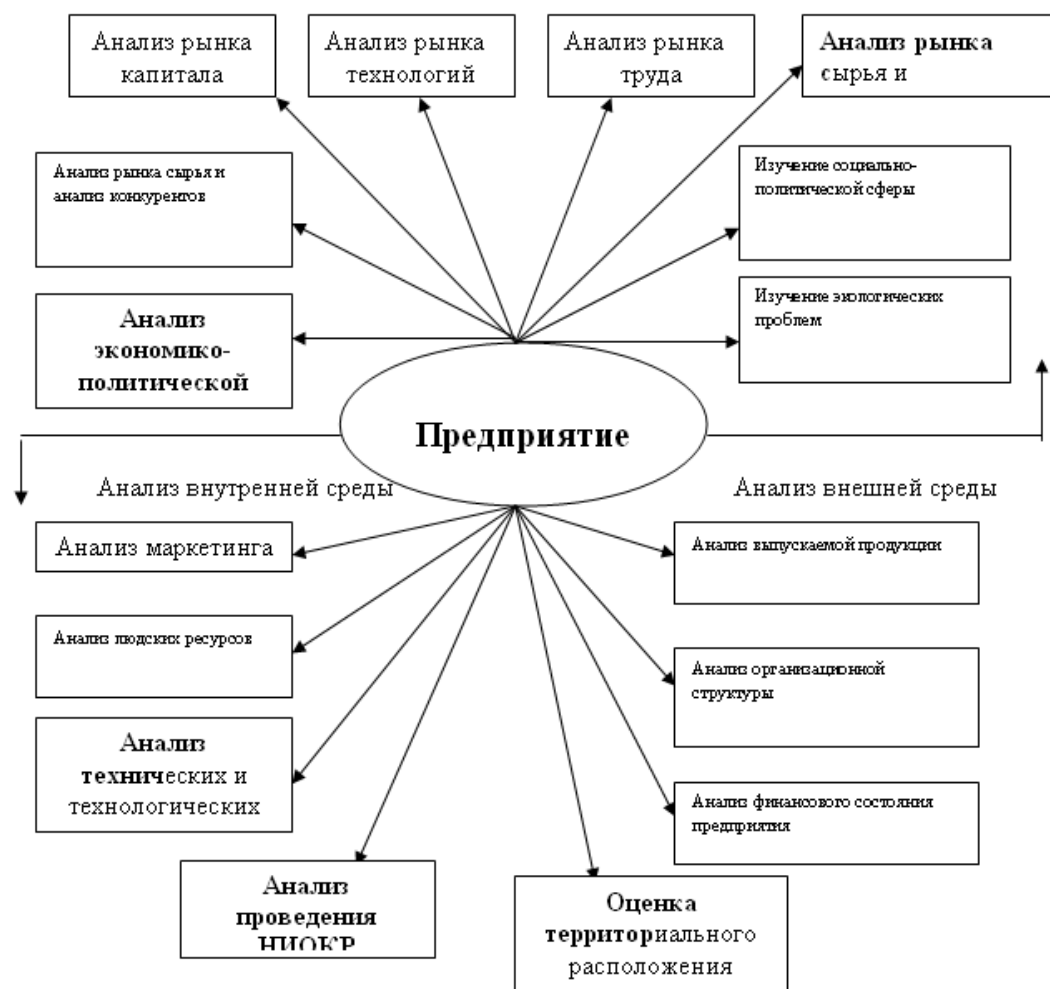 Анализ рынка
капитала
Анализ рынка
технологий
Анализ рынка
труда
Анализ рынка
сырья и
Анализ рынка сырья и
анализ конкурентов
Изучение социально-
политической сферы
Анализ
экономико-
политической
Изучение экологических
проблем
Предприятие
Анализ внутренней среды
Анализ внешней среды
Анализ маркетинга
Анализ выпускаемой продукции
Анализ людских ресурсов
Анализ организационной
структуры
Анализ
технических и
технологических
Анализ финансового состояния
предприятия
Анализ
проведения
НИОКР
Оценка
территориального
расположения